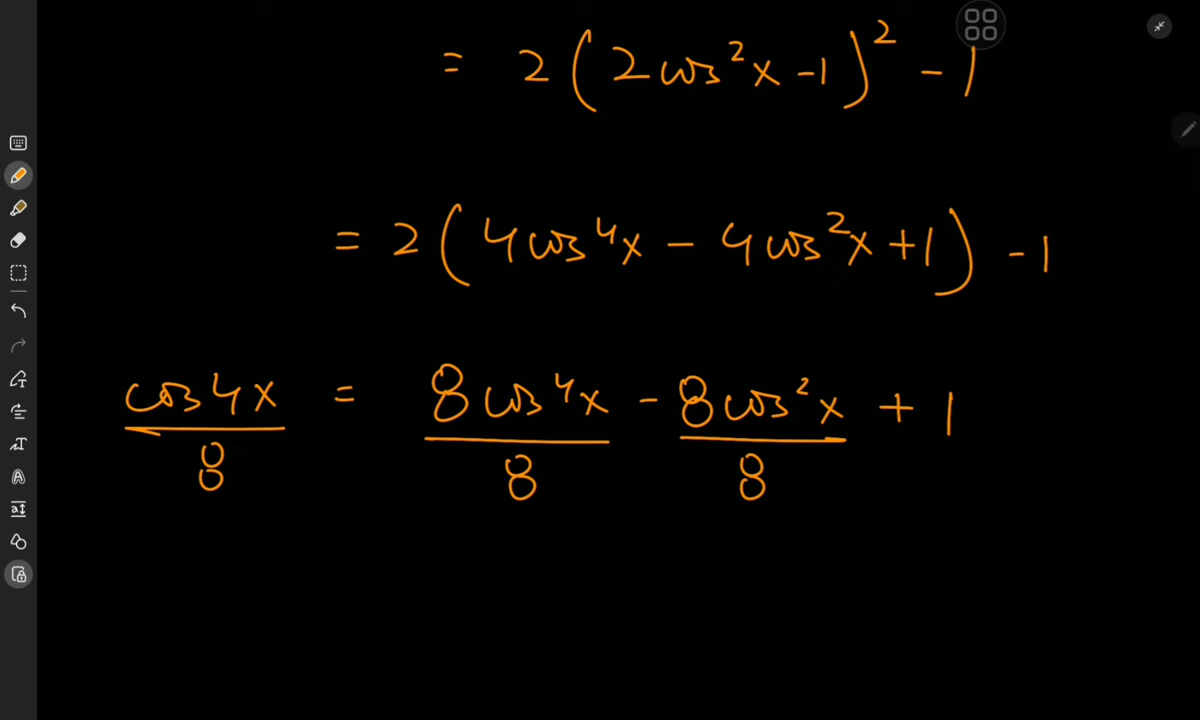 = 2(2cos²x -1)² - 1
= 2(4cos⁴x - 4cos²x +1) - 1
cos4x/8 = 8cos⁴x/8 - 8cos²x/8 + 1